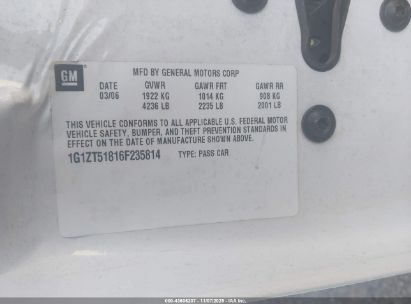 GM
MFD BY GENERAL MOTORS CORP
DATE GVWR GAWR FRT GAWR RR
03/06 1922 KG 1014 KG 908 KG
4236 LB 2235 LB 2001 LB
THIS VEHICLE CONFORMS TO ALL APPLICABLE U.S. FEDERAL MOTOR
VEHICLE SAFETY, BUMPER, AND THEFT PREVENTION STANDARDS IN
EFFECT ON THE DATE OF MANUFACTURE SHOWN ABOVE.
1G1ZT51816F235814 TYPE: PASS CAR